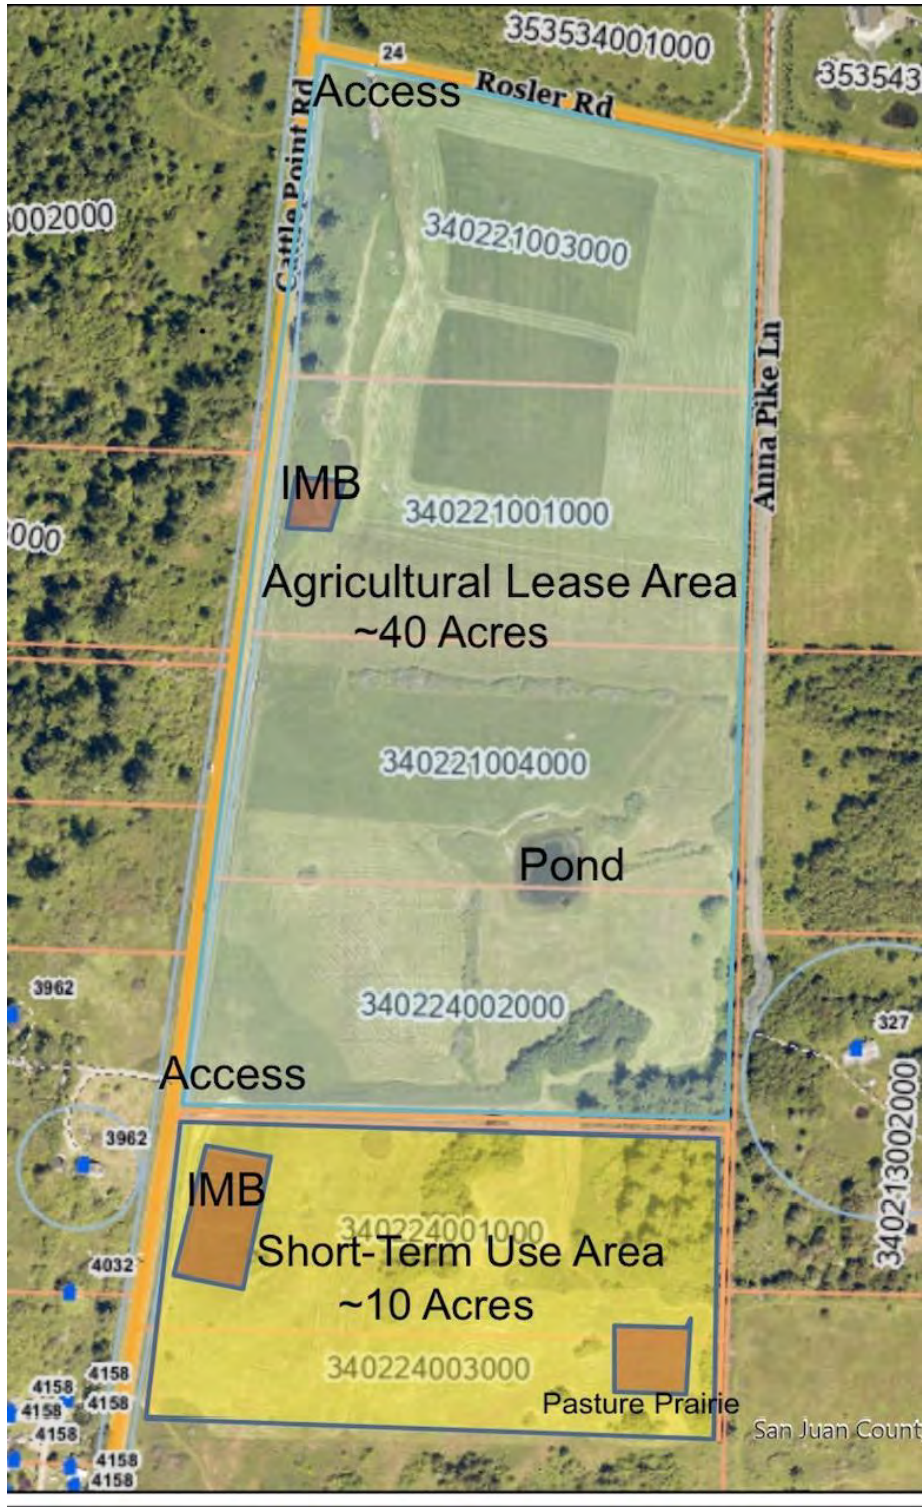 353534001000
24
Rosler Rd
353543
Access
Cattle Point Rd
002000
340221003000
Anna Pike Ln
IMB
340221001000
000
Agricultural Lease Area
~40 Acres
340221004000
Pond
3962
340224002000
327
Access
3962
340213002000
IMB
340224001000
Short-Term Use Area
4032
~10 Acres
340224003000
4158
4158
4158
4158
4158
Pasture Prairie
San Juan Count
4158
4158